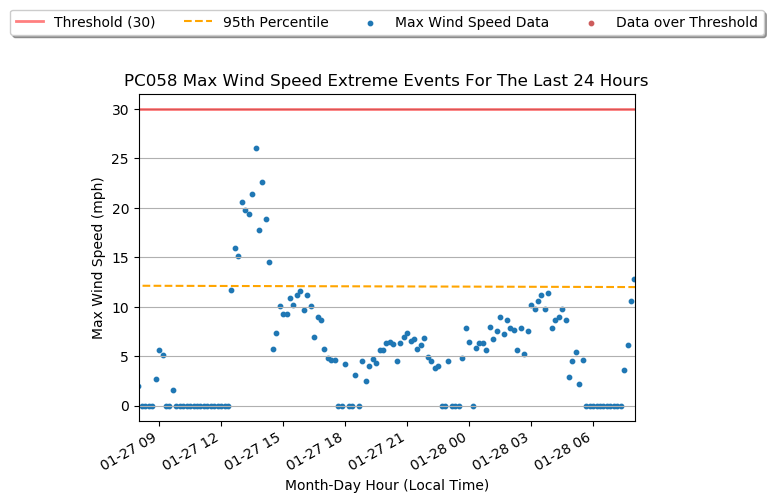 Threshold (30) 95th Percentile Max Wind Speed Data Data over Threshold
PC058 Max Wind Speed Extreme Events For The Last 24 Hours
30
25
20
15
10
5
0
Max Wind Speed (mph)
01-27 09 01-27 12 01-27 15 01-27 18 01-27 21 01-28 00 01-28 03 01-28 06
Month-Day Hour (Local Time)